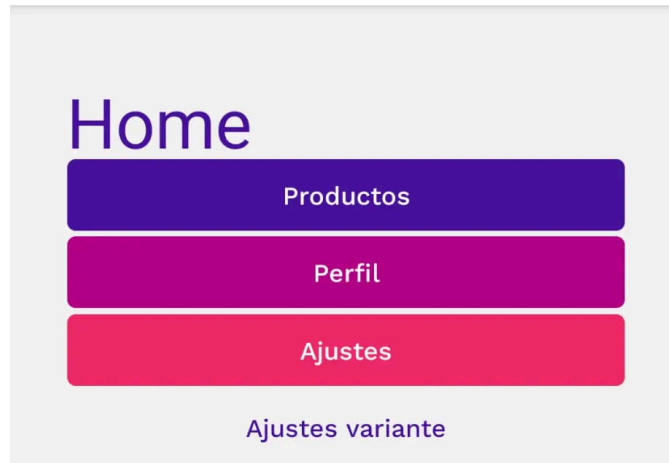 Home
Productos
Perfil
Ajustes
Ajustes variante